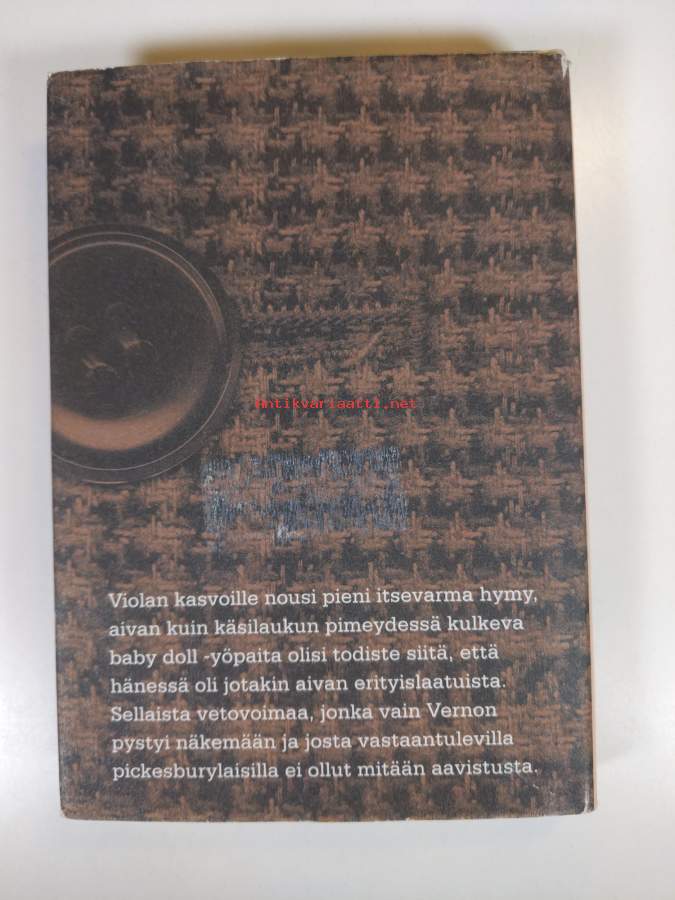 Antikvariaatti.net
Violan kasvoille nousi pieni itsevarma hymy,
aivan kuin käsilaukun pimeydessä kulkeva
baby doll -yöpaita olisi todiste siitä, että
hänessä oli jotakin aivan erityislaatuista.
Sellaista vetovoimaa, jonka vain Vernon
pystyi näkemään ja josta vastaantulevilla
pickesburylaisilla ei ollut mitään aavistusta.